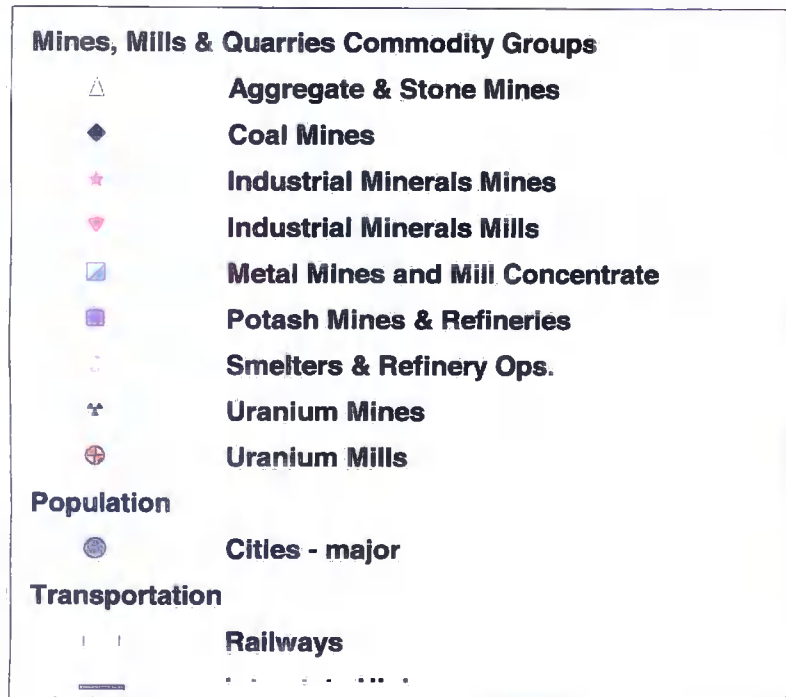 Mines, Mills & Quarries Commodity Groups
Aggregate & Stone Mines
Coal Mines
Industrial Minerals Mines
Industrial Minerals Mills
Metal Mines and Mill Concentrate
Potash Mines & Refineries
Smelters & Refinery Ops.
Uranium Mines
Uranium Mills
Population
Cities - major
Transportation
Railways